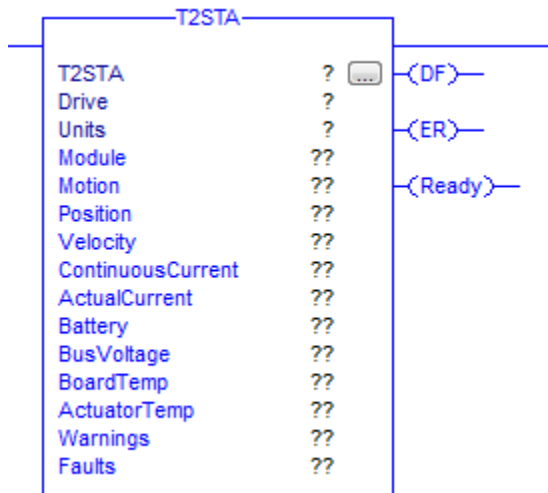 T2STA
T2STA ? ... (DF)
Drive ?
Units ? (ER)
Module ??
Motion ?? (Ready)
Position ??
Velocity ??
ContinuousCurrent ??
ActualCurrent ??
Battery ??
BusVoltage ??
BoardTemp ??
ActuatorTemp ??
Warnings ??
Faults ??